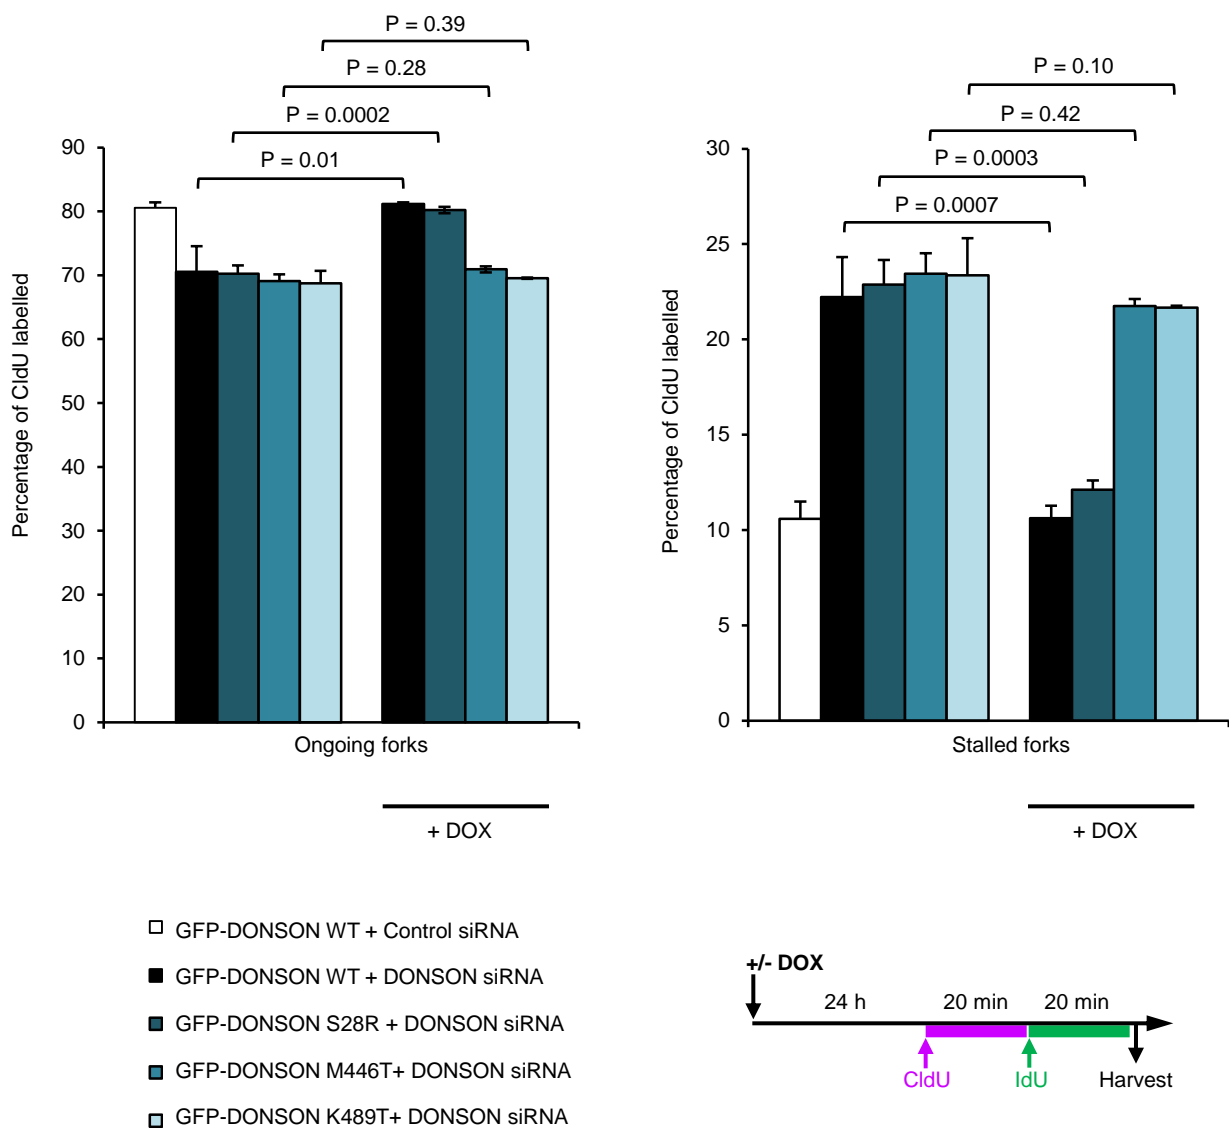 P = 0.39
P = 0.28
P = 0.0002
P = 0.01
90
80
70
60
50
40
30
20
10
0
Percentage of CldU labelled
Ongoing forks
+ DOX
P = 0.10
P = 0.42
P = 0.0003
P = 0.0007
30
25
20
15
10
5
0
Percentage of CldU labelled
Stalled forks
+ DOX
GFP-DONSON WT + Control siRNA
GFP-DONSON WT + DONSON siRNA
GFP-DONSON S28R + DONSON siRNA
GFP-DONSON M446T+ DONSON siRNA
GFP-DONSON K489T+ DONSON siRNA
+/- DOX
24 h 20 min 20 min
CldU IdU Harvest